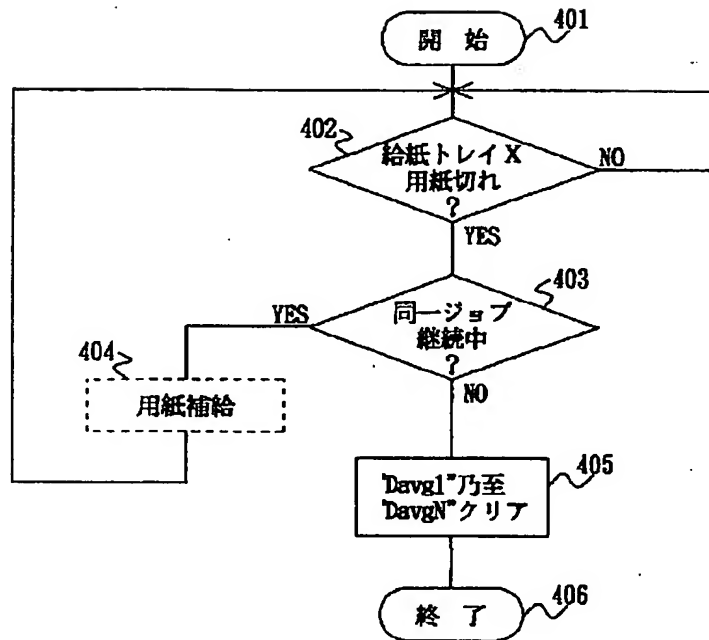 開 始
401
402
給紙トレイX
用紙切れ
?
NO
YES
403
同一ジョブ
継続中
?
YES
NO
404
用紙補給
405
"Davg1"乃至
"DavgN"クリア
終 了
406